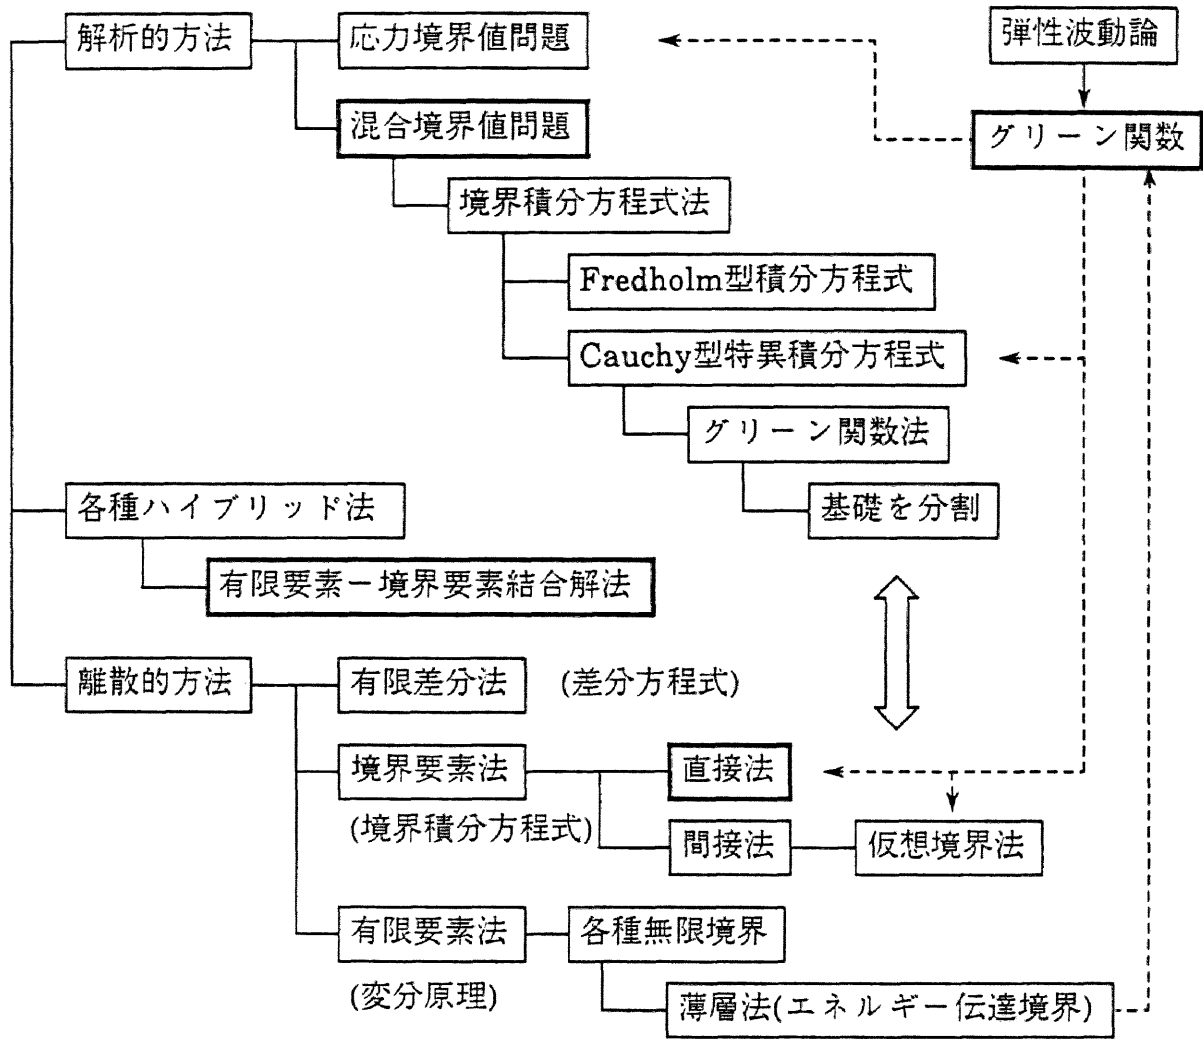 解析的方法
応力境界値問題
弾性波動論
混合境界値問題
グリーン関数
境界積分方程式法
Fredholm型積分方程式
Cauchy型特異積分方程式
グリーン関数法
各種ハイブリッド法
基礎を分割
有限要素－境界要素結合解法
離散的方法
有限差分法
(差分方程式)
境界要素法
直接法
(境界積分方程式)
間接法
仮想境界法
有限要素法
各種無限境界
(変分原理)
薄層法(エネルギー伝達境界)